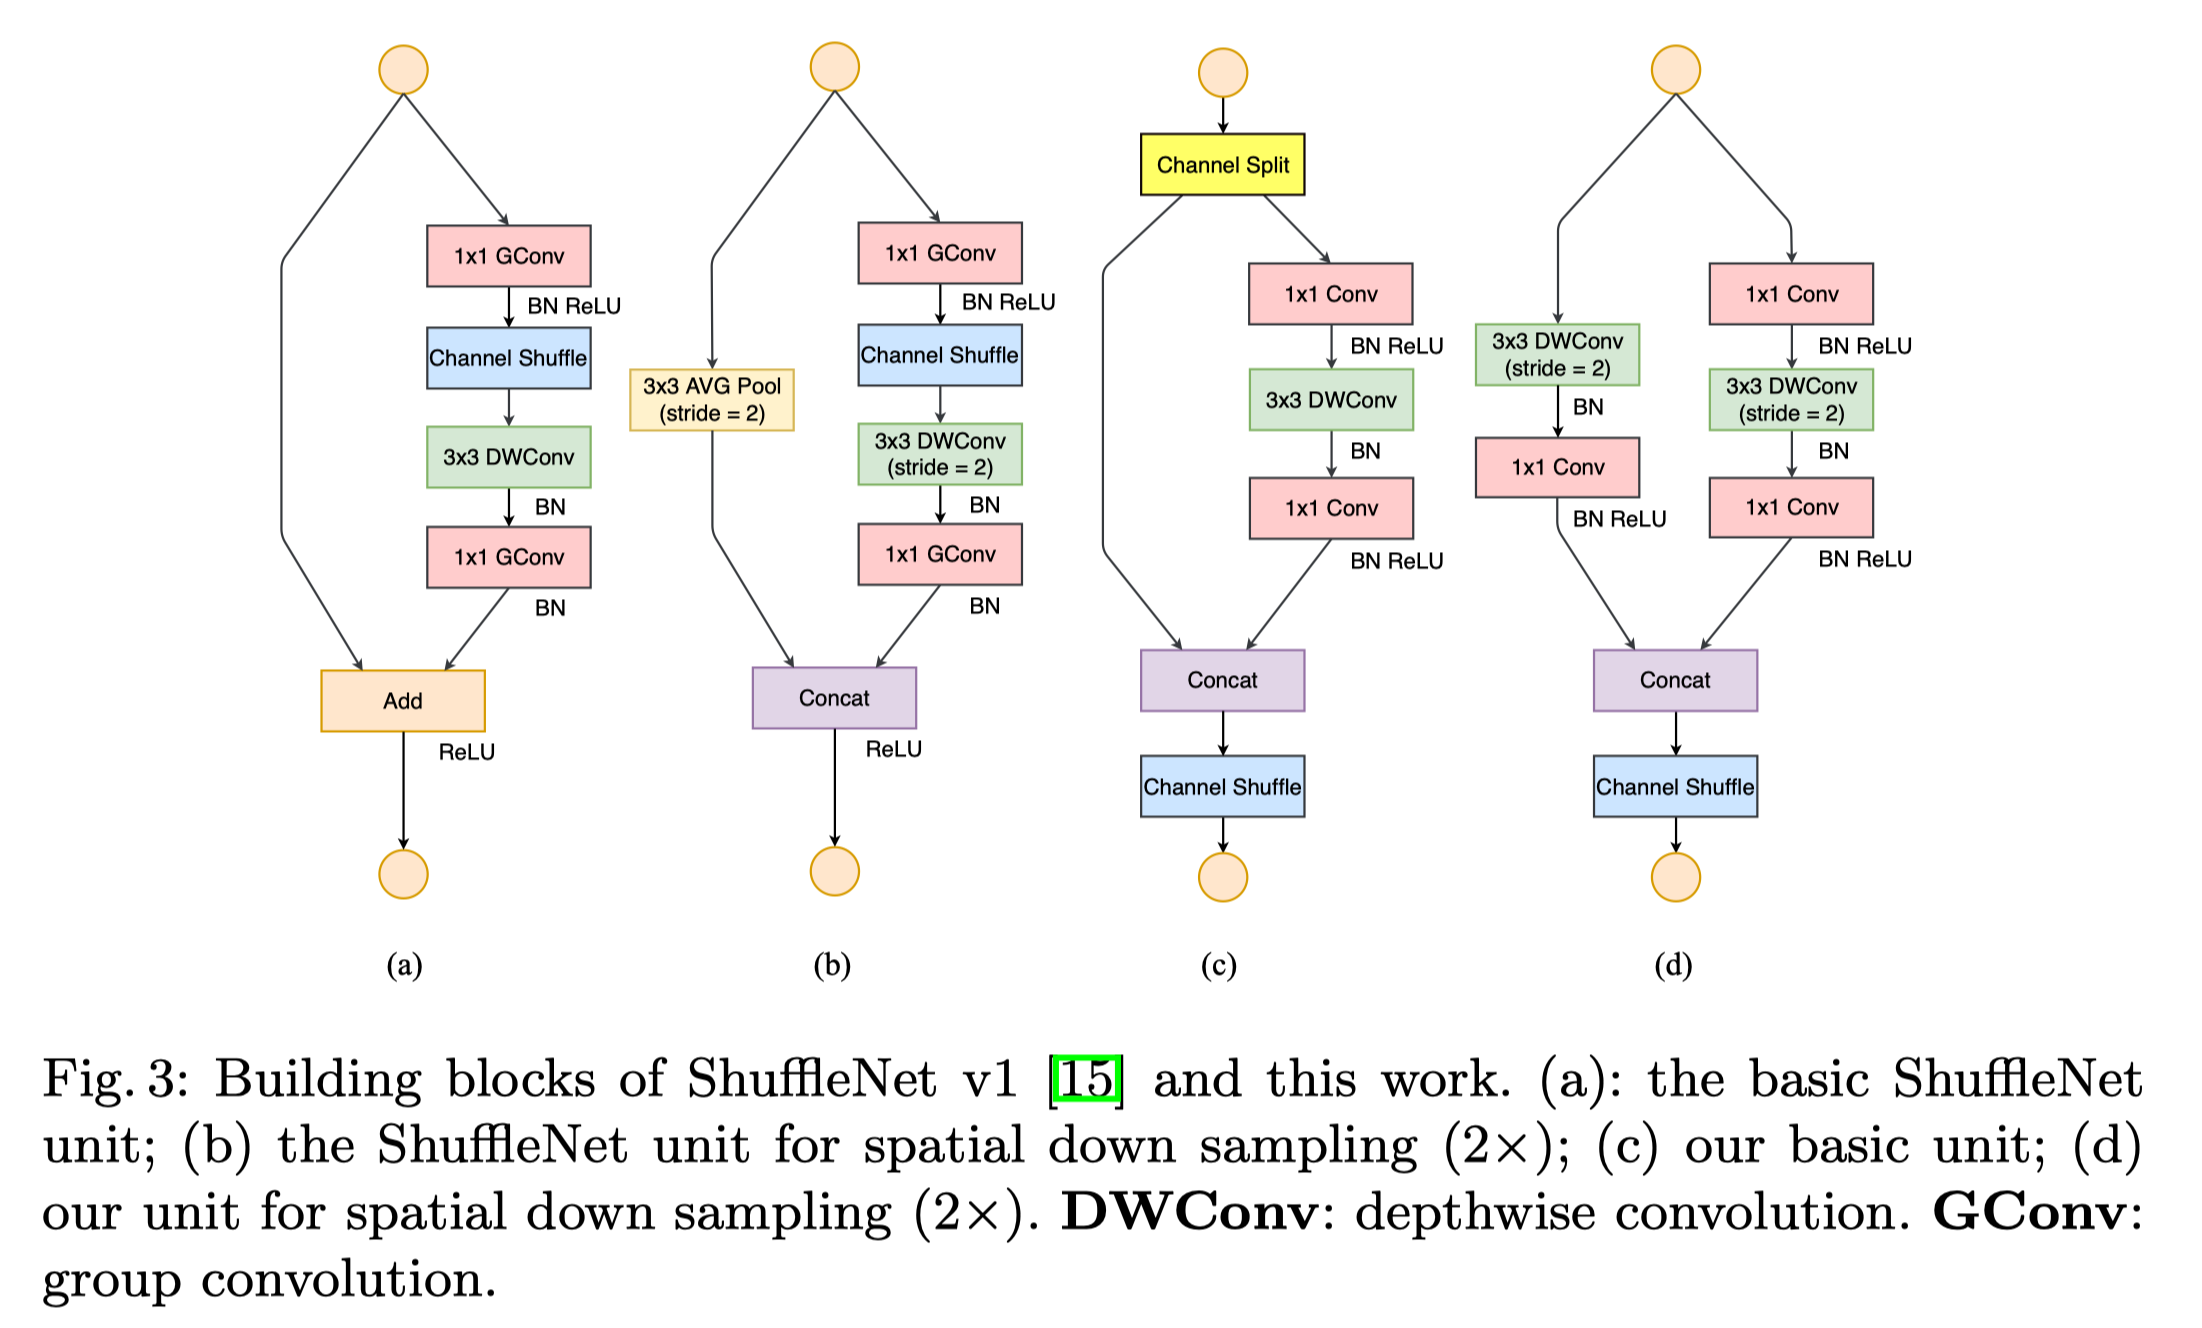 1x1 GConv
BN ReLU
Channel Shuffle
3x3 DWConv
BN
1x1 GConv
BN
Add
ReLU
(a)
3x3 AVG Pool
(stride = 2)
1x1 GConv
BN ReLU
Channel Shuffle
3x3 DWConv
(stride = 2)
BN
1x1 GConv
BN
Concat
ReLU
(b)
Channel Split
1x1 Conv
BN ReLU
3x3 DWConv
BN
1x1 Conv
BN ReLU
Concat
Channel Shuffle
(c)
3x3 DWConv
(stride = 2)
BN
1x1 Conv
BN ReLU
1x1 Conv
BN ReLU
3x3 DWConv
(stride = 2)
BN
1x1 Conv
BN ReLU
Concat
Channel Shuffle
(d)
Fig. 3: Building blocks of ShuffleNet v1 [15] and this work. (a): the basic ShuffleNet
unit; (b) the ShuffleNet unit for spatial down sampling (2×); (c) our basic unit; (d)
our unit for spatial down sampling (2×). DWConv: depthwise convolution. GConv:
group convolution.